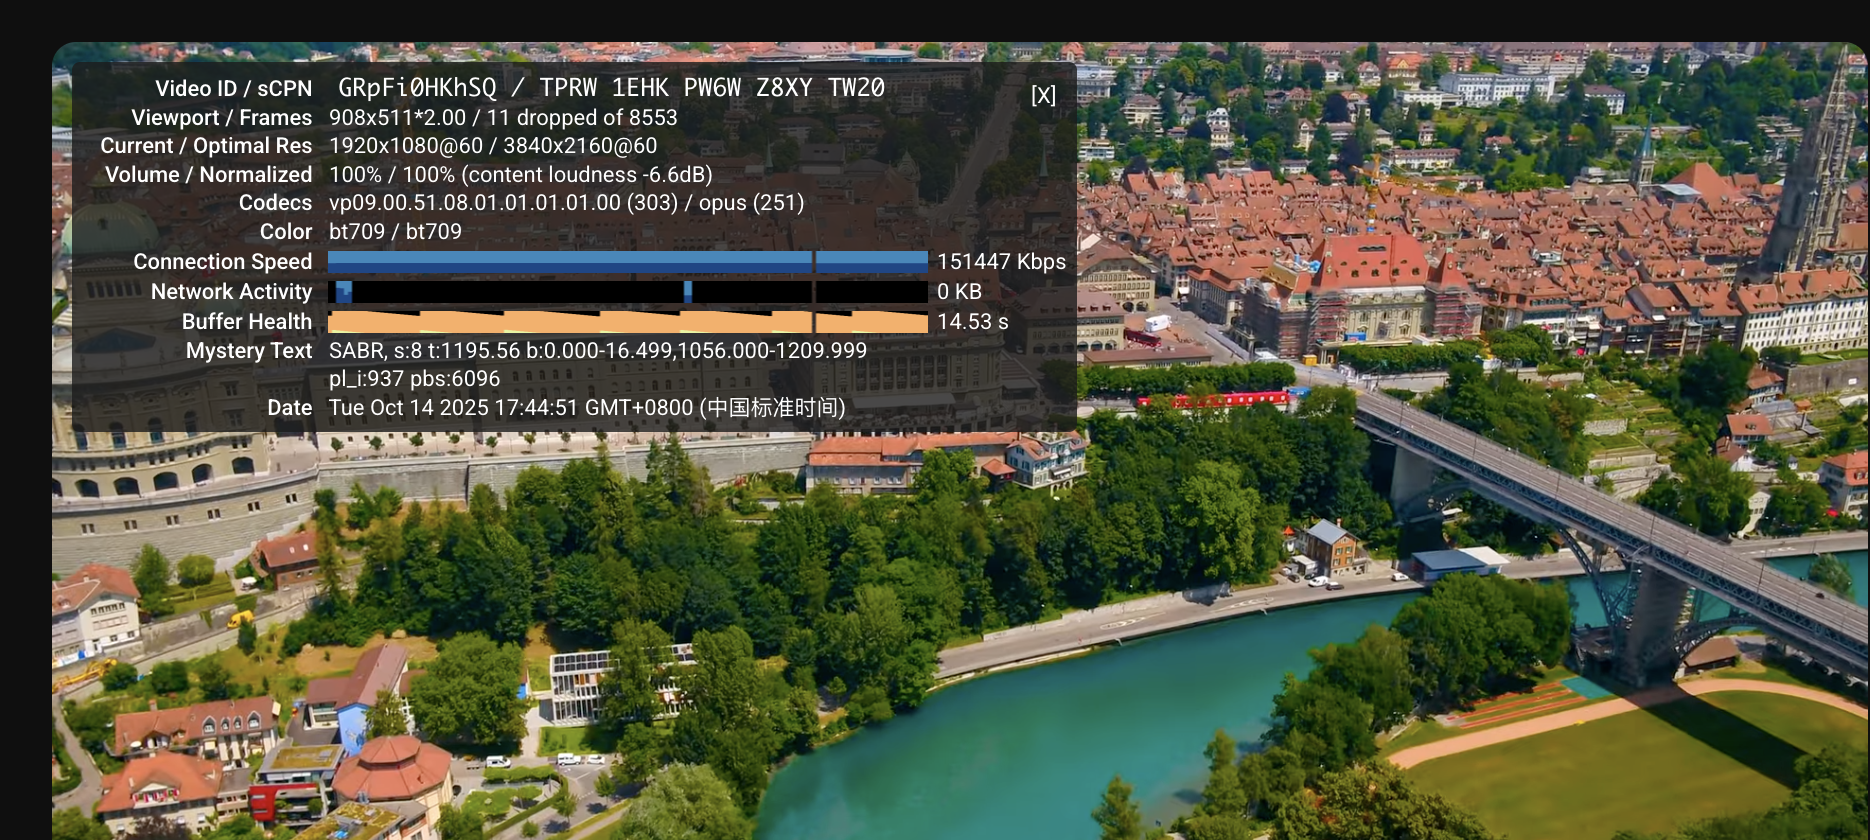 Video ID / sCPN GRpFi0HKhSQ / TPRW 1EHK PW6W Z8XY TW20
[X]
Viewport / Frames 908x511*2.00 / 11 dropped of 8553
Current / Optimal Res 1920x1080@60 / 3840x2160@60
Volume / Normalized 100% / 100% (content loudness -6.6dB)
Codecs vp09.00.51.08.01.01.01.01.00 (303) / opus (251)
Color bt709 / bt709
Connection Speed 151447 Kbps
Network Activity 0 KB
Buffer Health 14.53 s
Mystery Text SABR, s:8 t:1195.56 b:0.000-16.499,1056.000-1209.999
pl_i:937 pbs:6096
Date Tue Oct 14 2025 17:44:51 GMT+0800 (中国标准时间)